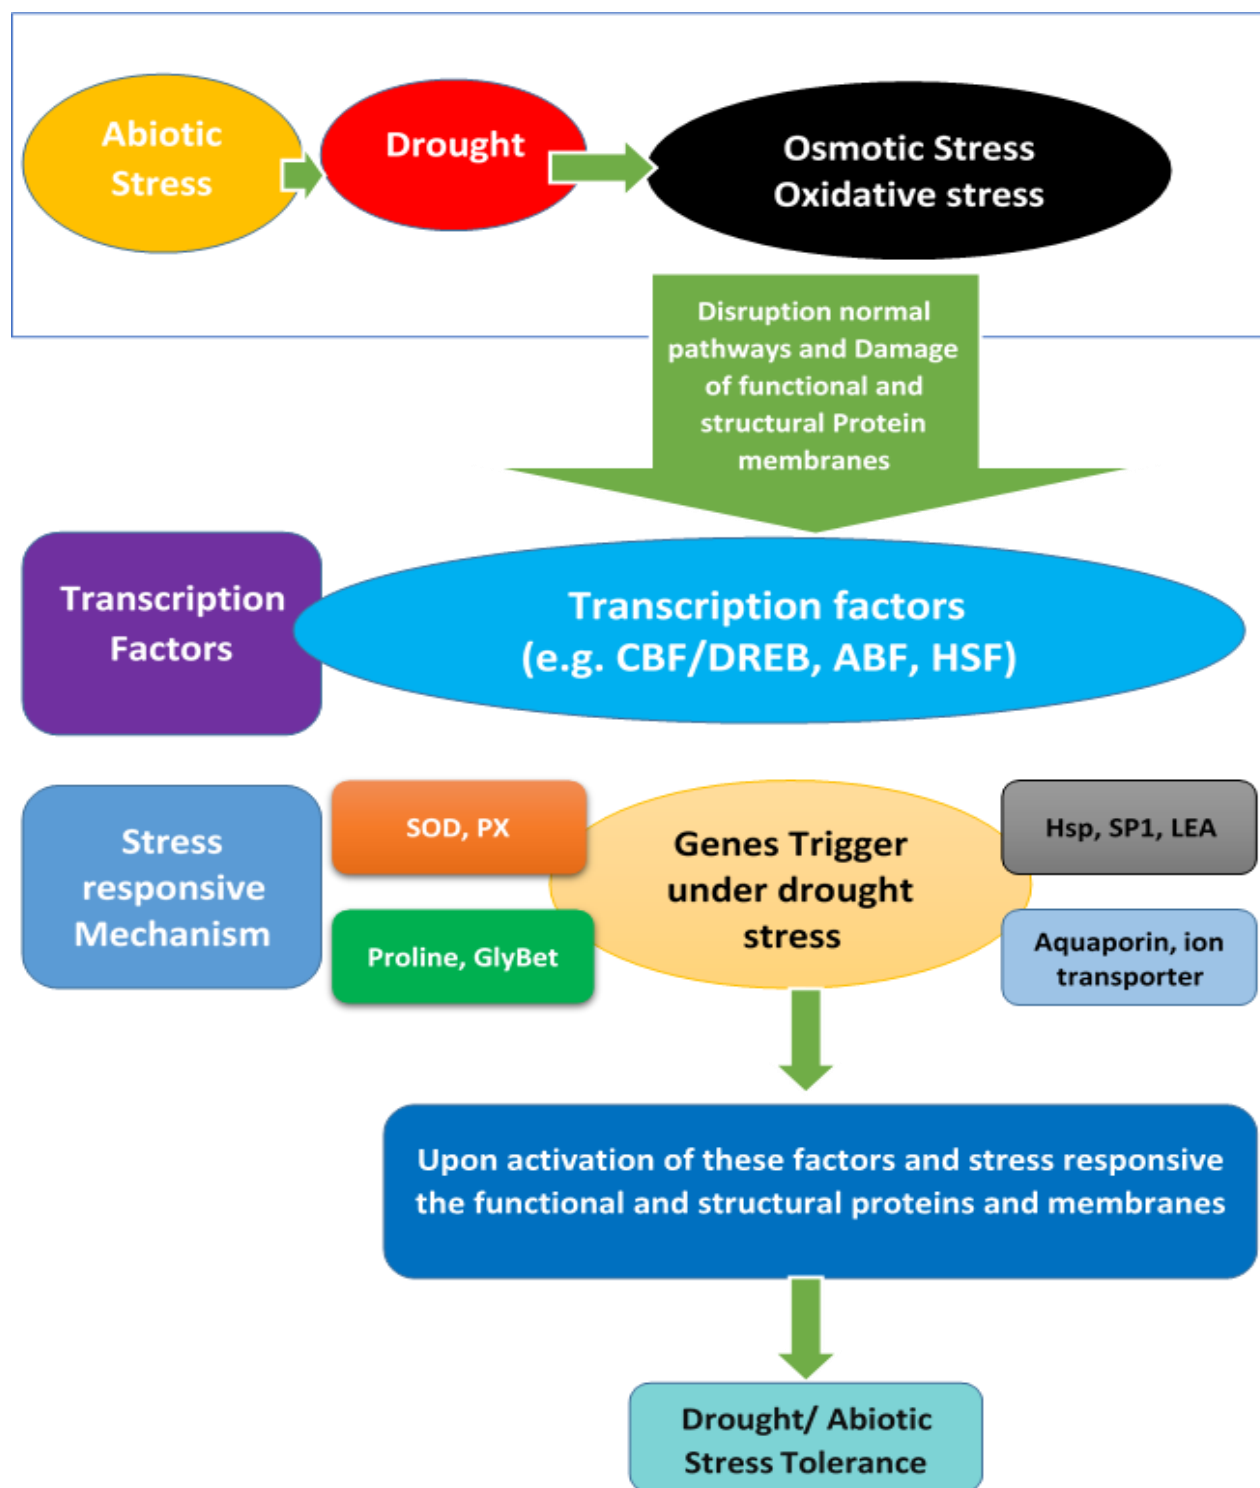 Abiotic
Stress
Drought
Osmotic Stress
Oxidative stress
Disruption normal
pathways and Damage
of functional and
structural Protein
membranes
Transcription
Factors
Transcription factors
(e.g. CBF/DREB, ABF, HSF)
Stress
responsive
Mechanism
SOD, PX
Proline, GlyBet
Genes Trigger
under drought
stress
Hsp, SP1, LEA
Aquaporin, ion
transporter
Upon activation of these factors and stress responsive
the functional and structural proteins and membranes
Drought/ Abiotic
Stress Tolerance